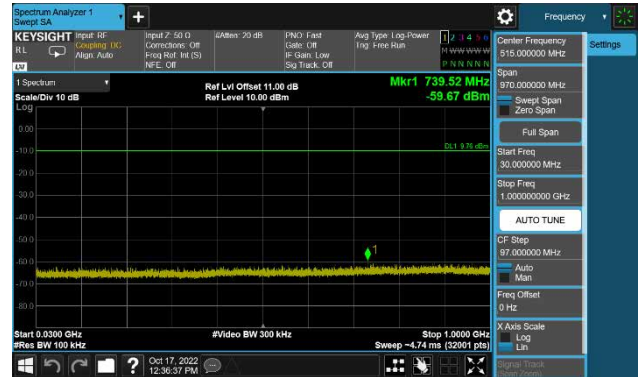 Spectrum Analyzer 1
Swept SA
+
Frequency
KEYSIGHT
RL
Input: RF
Coupling: DC
Align: Auto
Input Z: 50 Ω
Corrections: Off
Freq Ref: Int (S)
NFE: Off
#Atten: 20 dB
PNO: Fast
Gate: Off
IF Gain: Low
Sig Track: Off
Avg Type: Log-Power
Trig: Free Run
1 2 3 4 5 6
M W W W W W
P N N N N N
1 Spectrum
Scale/Div 10 dB
Log
Ref Lvl Offset 11.00 dB
Ref Level 10.00 dBm
Mkr1 739.52 MHz
-59.67 dBm
0.00
-10.0
-20.0
-30.0
-40.0
-50.0
-60.0
-70.0
-80.0
1
Start 0.0300 GHz
#Res BW 100 kHz
#Video BW 300 kHz
Stop 1.0000 GHz
Sweep ~4.74 ms (32001 pts)
?
Oct 17, 2022
12:36:37 PM
Settings
Center Frequency
515.000000 MHz
Span
970.000000 MHz
Swept Span
Zero Span
Full Span
Start Freq
30.000000 MHz
Stop Freq
1.000000000 GHz
AUTO TUNE
CF Step
97.000000 MHz
Auto
Man
Freq Offset
0 Hz
X Axis Scale
Log
Lin
Signal Track